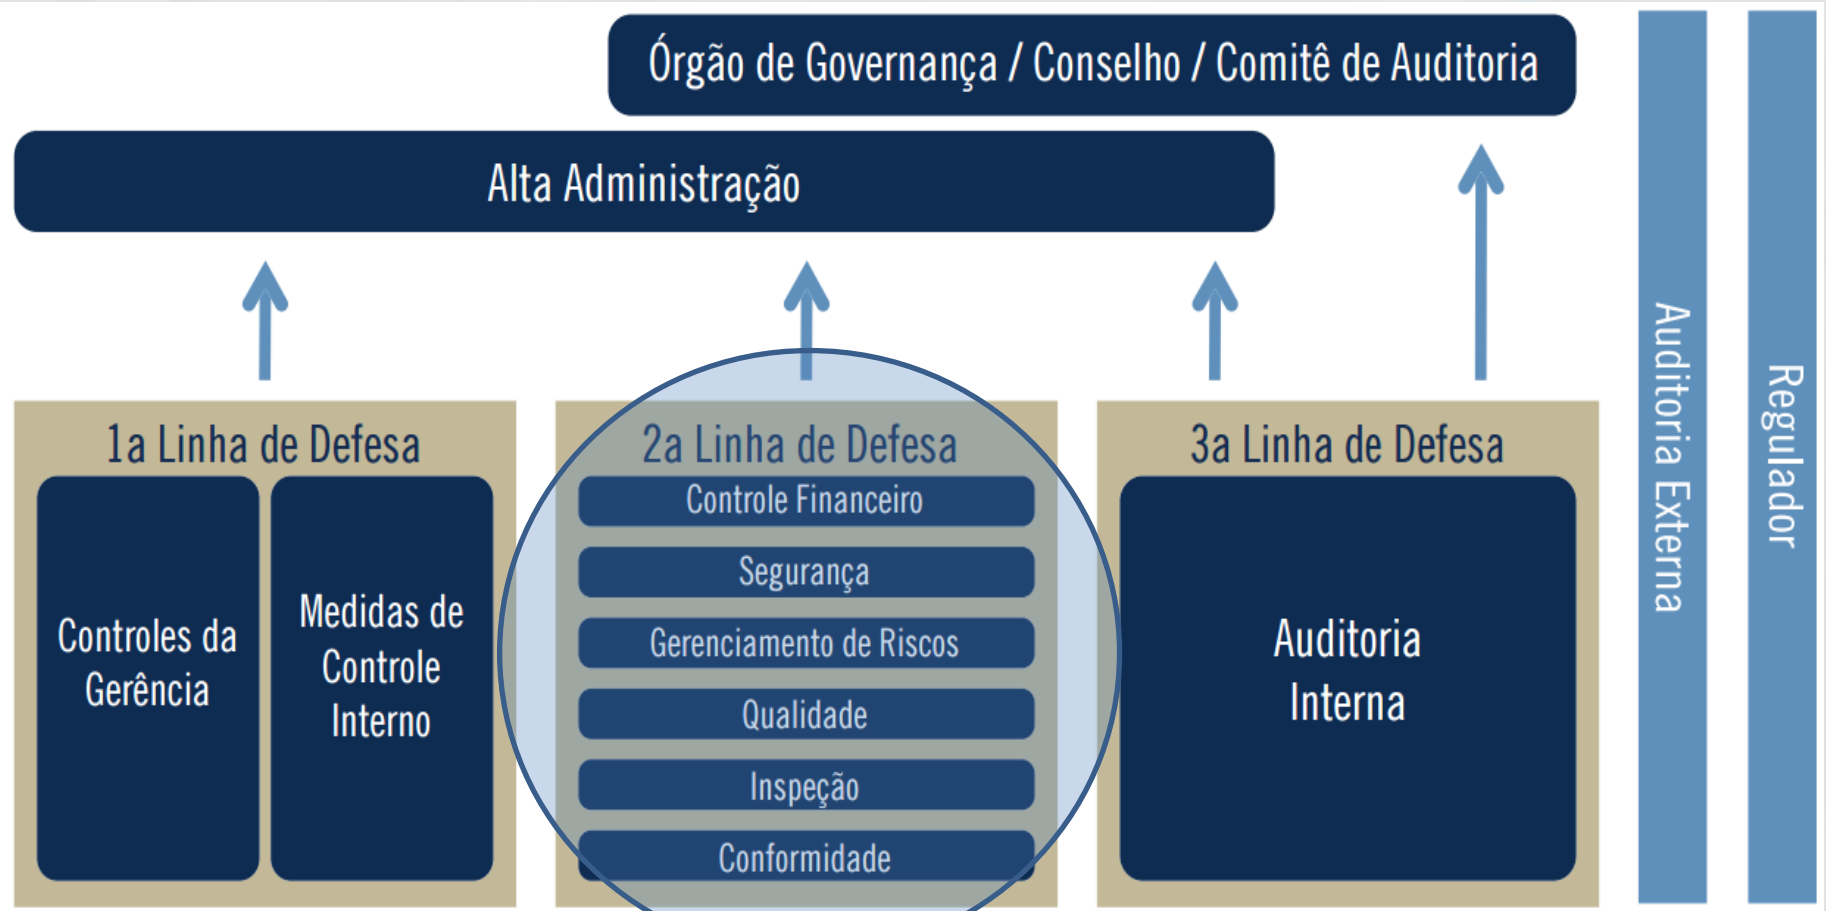 Órgão de Governança / Conselho / Comitê de Auditoria
Alta Administração
1a Linha de Defesa
Controles da
Gerência
Medidas de
Controle
Interno
2a Linha de Defesa
Controle Financeiro
Segurança
Gerenciamento de Riscos
Qualidade
Inspeção
Conformidade
3a Linha de Defesa
Auditoria
Interna
Auditoria Externa
Regulador